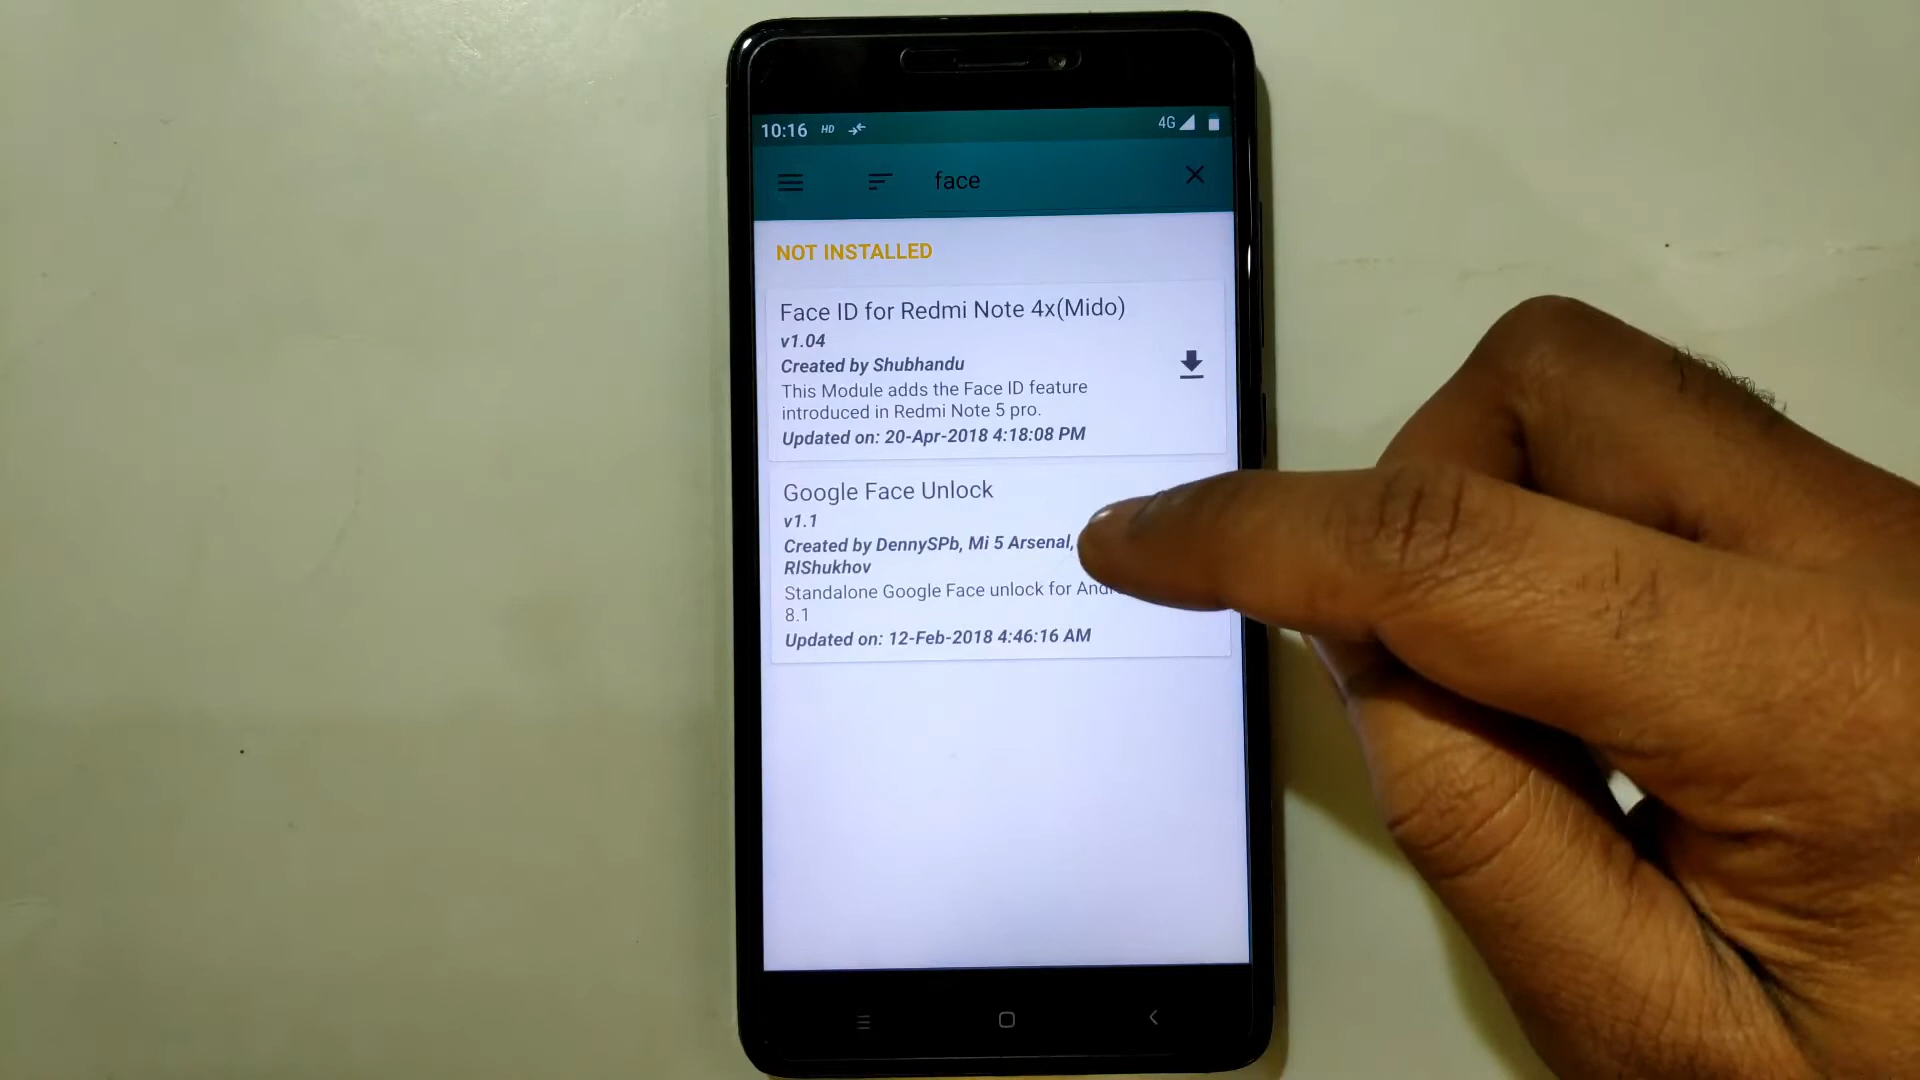 10:16 HD 4G
face
NOT INSTALLED
Face ID for Redmi Note 4x(Mido)
v1.04
Created by Shubhandu
This Module adds the Face ID feature
introduced in Redmi Note 5 pro.
Updated on: 20-Apr-2018 4:18:08 PM
Google Face Unlock
v1.1
Created by DennySPb, Mi 5 Arsenal,
RlShukhov
Standalone Google Face unlock for
8.1
Updated on: 12-Feb-2018 4:46:16 AM